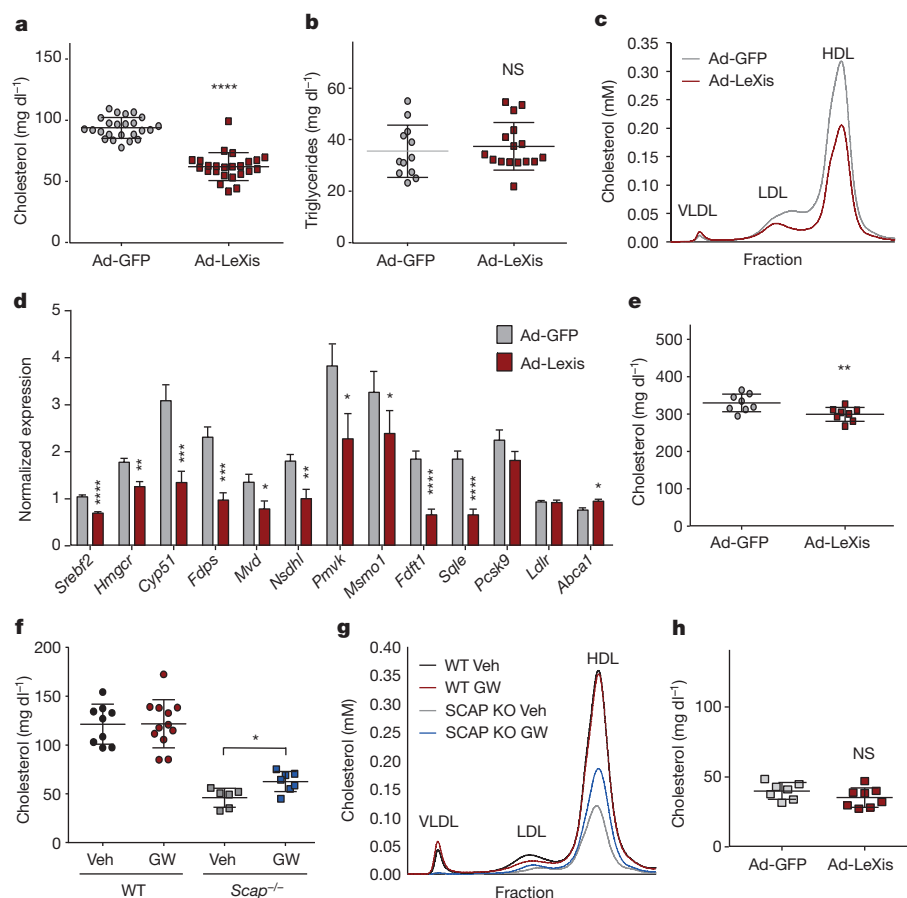 a
Cholesterol (mg dl⁻¹)
150
100
50
0
****
Ad-GFP
Ad-LeXis
b
Triglycerides (mg dl⁻¹)
60
40
20
0
NS
Ad-GFP
Ad-LeXis
c
Cholesterol (mM)
0.35
0.30
0.25
0.20
0.15
0.10
0.05
0
Ad-GFP
Ad-LeXis
HDL
LDL
VLDL
Fraction
d
Normalized expression
5
4
3
2
1
0
Ad-GFP
Ad-Lexis
****
**
***
***
*
**
*
*
****
****
*
Srebf2
Hmgcr
Cyp51
Fdps
Mvd
Nsdhl
Pmvk
Msmo1
Fdft1
Sqle
Pcsk9
Ldlr
Abca1
e
Cholesterol (mg dl⁻¹)
500
400
300
200
100
0
**
Ad-GFP
Ad-LeXis
f
Cholesterol (mg dl⁻¹)
200
150
100
50
0
*
Veh
GW
Veh
GW
WT
Scap⁻/⁻
g
Cholesterol (mM)
0.40
0.35
0.30
0.25
0.20
0.15
0.10
0.05
0.00
WT Veh
WT GW
SCAP KO Veh
SCAP KO GW
HDL
VLDL
LDL
Fraction
h
Cholesterol (mg dl⁻¹)
150
100
50
0
NS
Ad-GFP
Ad-LeXis